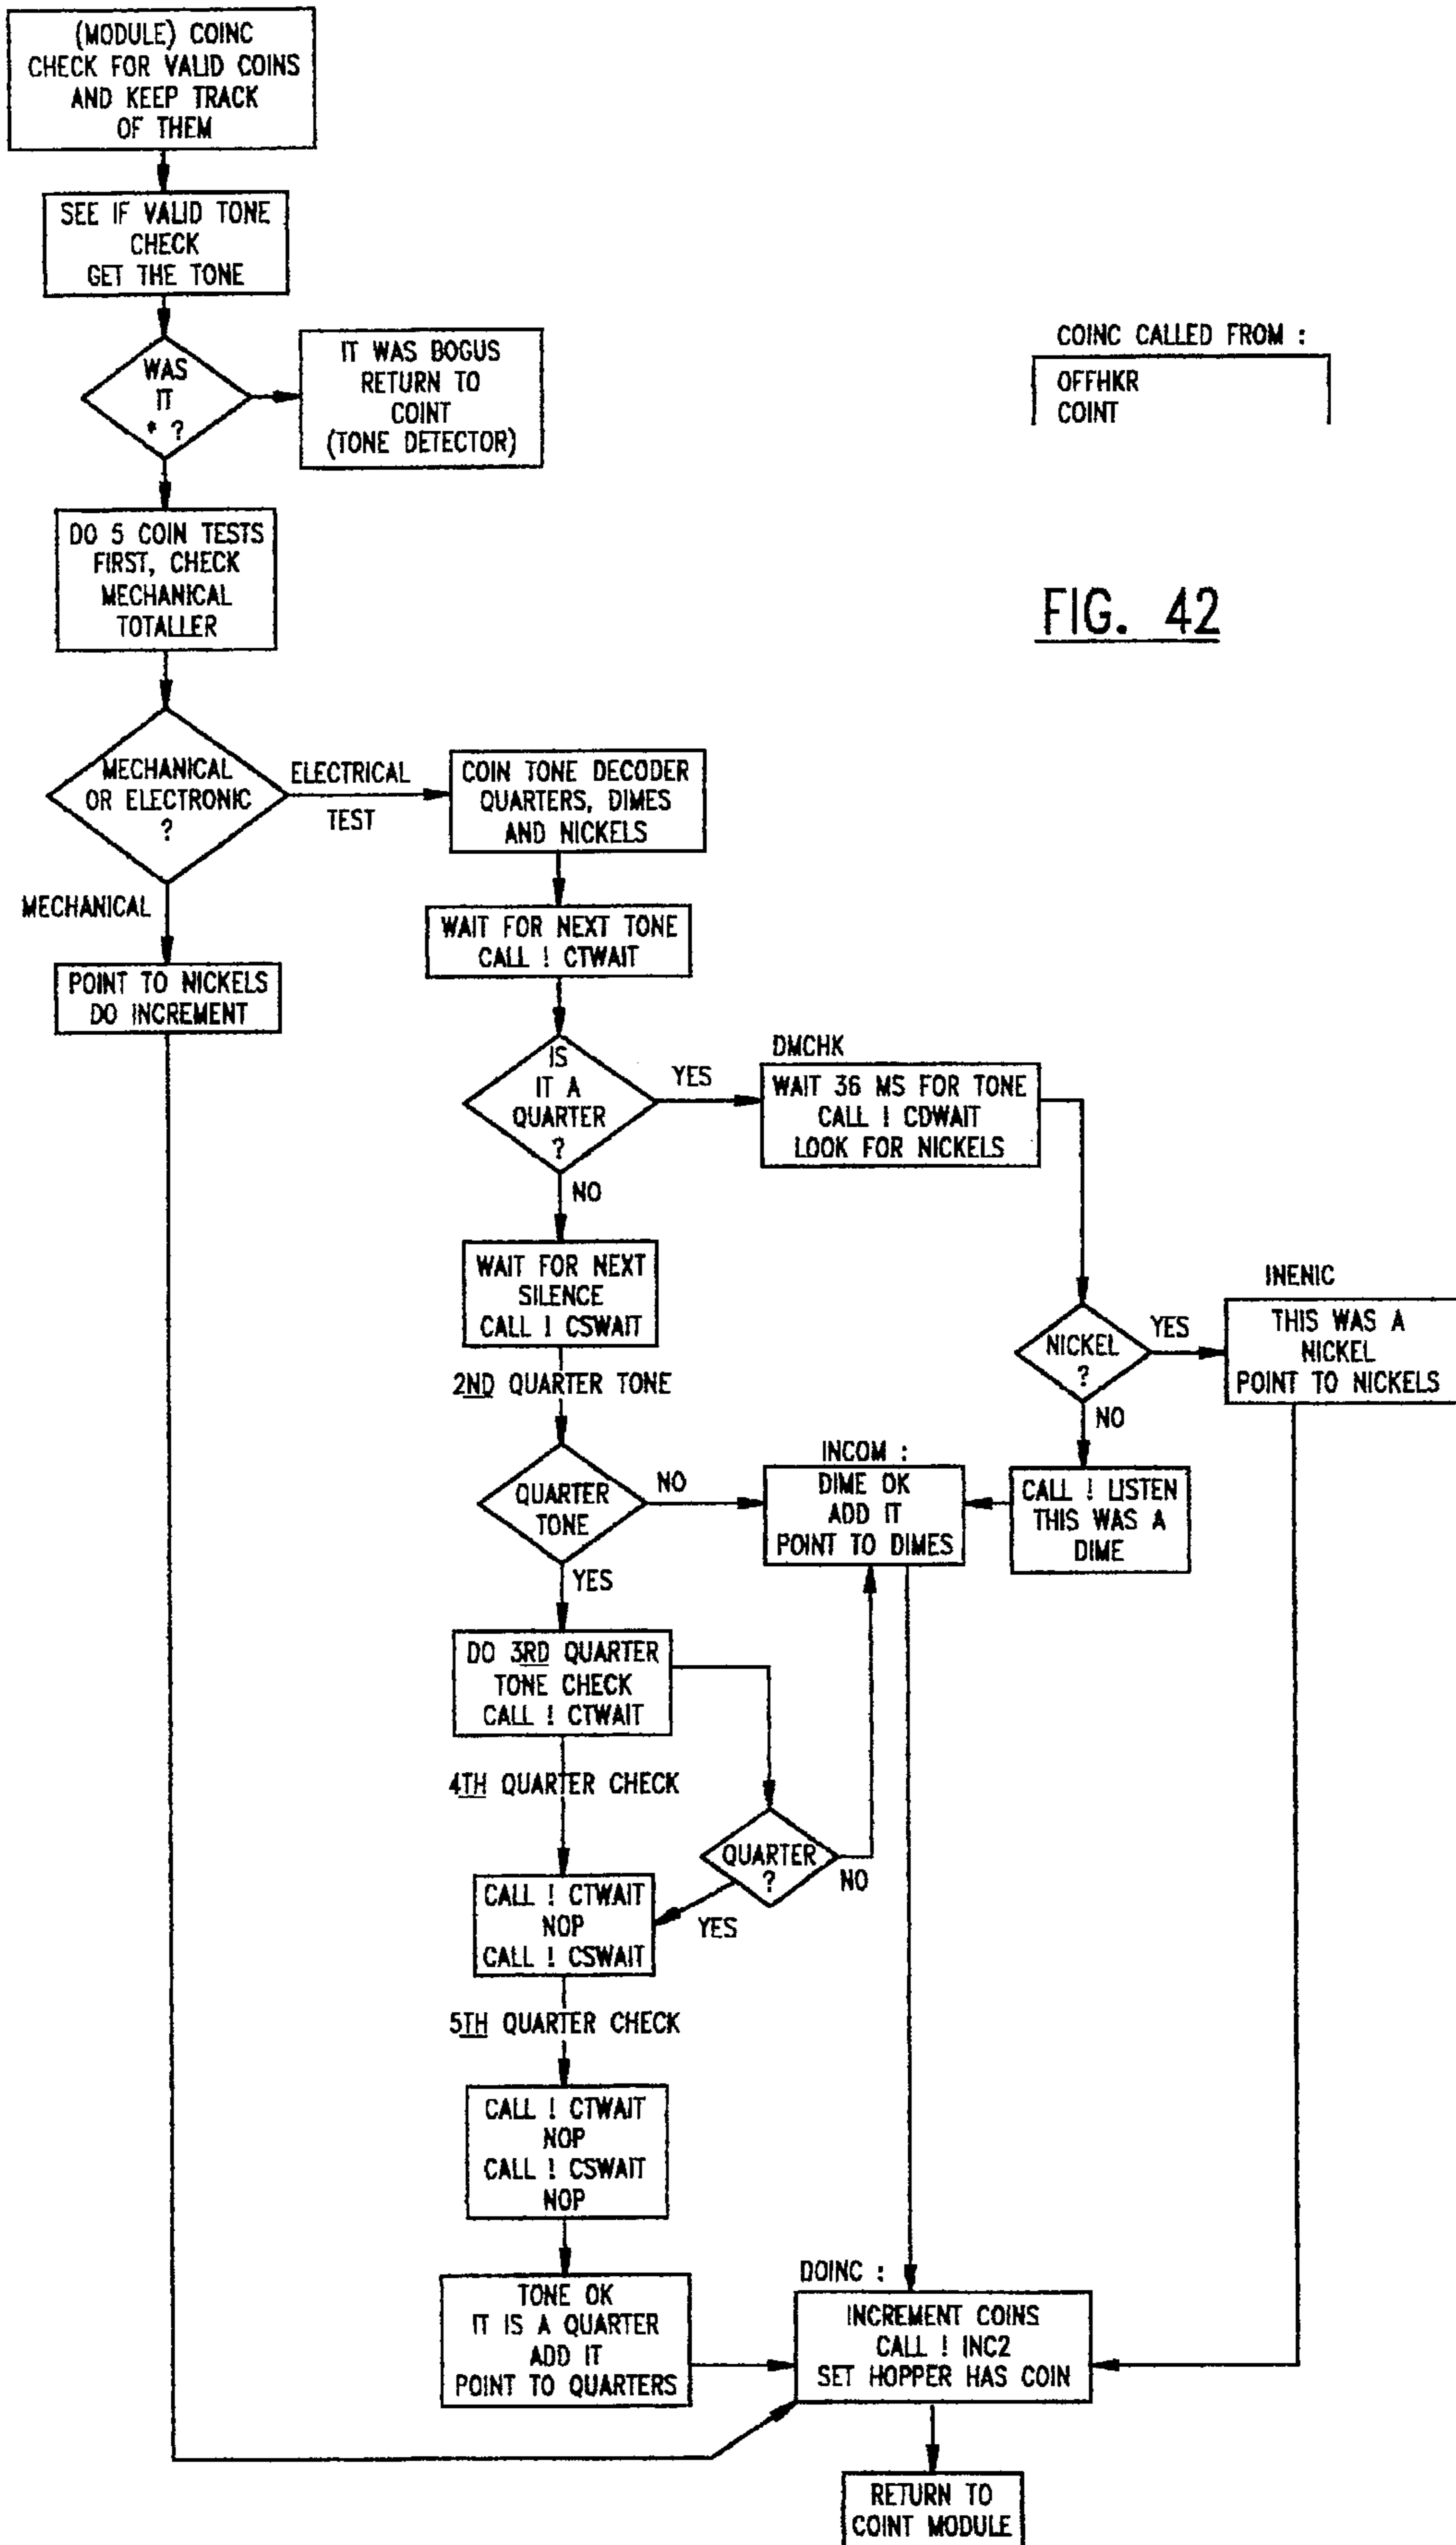 (MODULE) COINC
CHECK FOR VALID COINS
AND KEEP TRACK
OF THEM
SEE IF VALID TONE
CHECK
GET THE TONE
WAS
IT
* ?
IT WAS BOGUS
RETURN TO
COINT
(TONE DETECTOR)
COINC CALLED FROM :
OFFHKR
COINT
DO 5 COIN TESTS
FIRST, CHECK
MECHANICAL
TOTALLER
FIG. 42
MECHANICAL
OR ELECTRONIC
?
ELECTRICAL
TEST
COIN TONE DECODER
QUARTERS, DIMES
AND NICKELS
MECHANICAL
WAIT FOR NEXT TONE
CALL ! CTWAIT
POINT TO NICKELS
DO INCREMENT
IS
IT A
QUARTER
?
YES
DMCHK
WAIT 36 MS FOR TONE
CALL ! CDWAIT
LOOK FOR NICKELS
NO
WAIT FOR NEXT
SILENCE
CALL ! CSWAIT
NICKEL
?
YES
INENIC
THIS WAS A
NICKEL
POINT TO NICKELS
2ND QUARTER TONE
NO
QUARTER
TONE
NO
INCOM :
DIME OK
ADD IT
POINT TO DIMES
CALL ! LISTEN
THIS WAS A
DIME
YES
DO 3RD QUARTER
TONE CHECK
CALL ! CTWAIT
4TH QUARTER CHECK
QUARTER
?
NO
YES
CALL ! CTWAIT
NOP
CALL ! CSWAIT
5TH QUARTER CHECK
CALL ! CTWAIT
NOP
CALL ! CSWAIT
NOP
TONE OK
IT IS A QUARTER
ADD IT
POINT TO QUARTERS
DOINC :
INCREMENT COINS
CALL ! INC2
SET HOPPER HAS COIN
RETURN TO
COINT MODULE